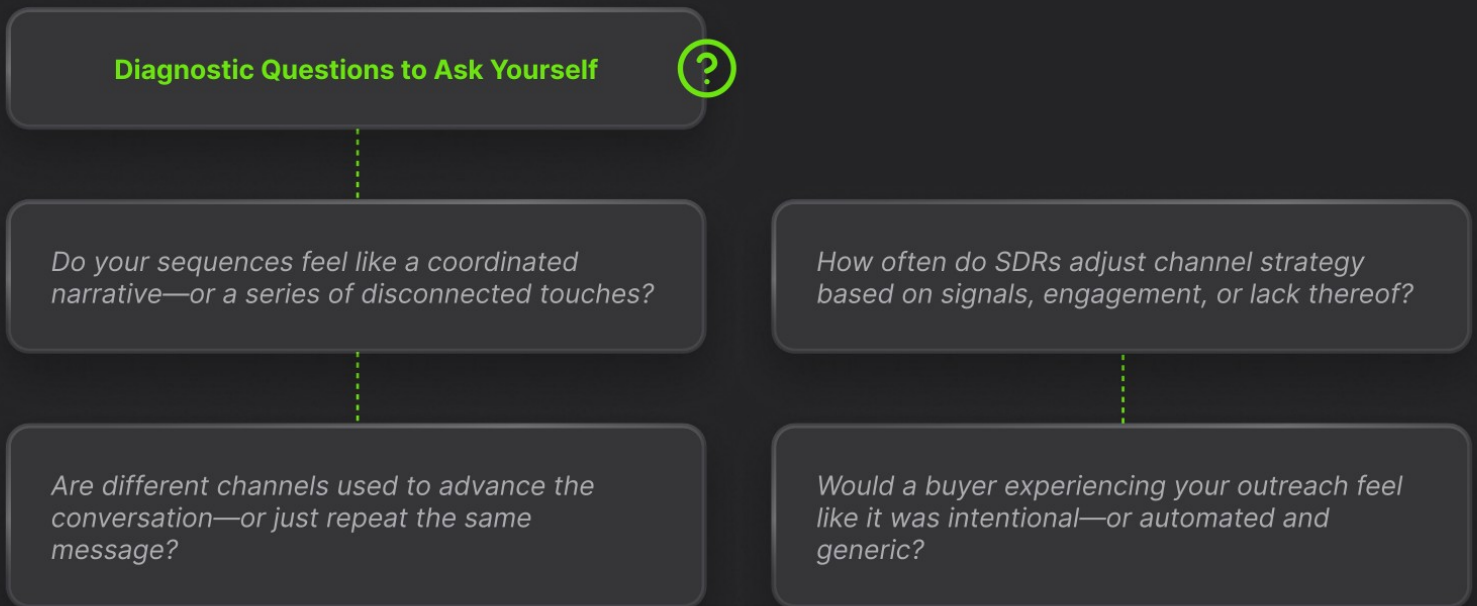 Diagnostic Questions to Ask Yourself
?
Do your sequences feel like a coordinated
narrative—or a series of disconnected touches?
Are different channels used to advance the
conversation—or just repeat the same
message?
How often do SDRs adjust channel strategy
based on signals, engagement, or lack thereof?
Would a buyer experiencing your outreach feel
like it was intentional—or automated and
generic?